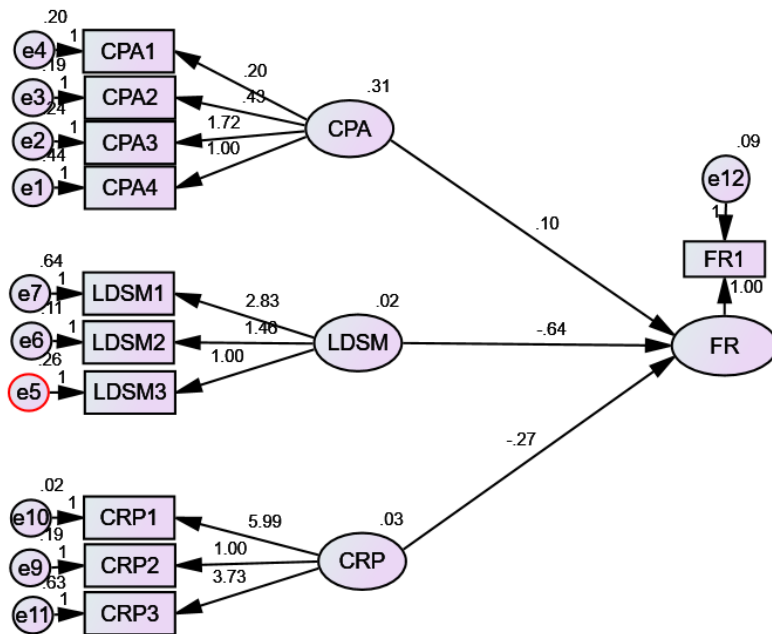 .20
e4 1 CPA1
.19
e3 1 CPA2
.24
e2 1 CPA3
.44
e1 1 CPA4
.20
.43
1.72
1.00
.31
CPA
.10
.09
e12
1
FR1
1.00
FR
.64
e7 1 LDSM1
.11
e6 1 LDSM2
.26
e5 1 LDSM3
2.83
1.46
1.00
.02
LDSM
-.64
-.27
.02
e10 1 CRP1
.19
e9 1 CRP2
.63
e11 1 CRP3
5.99
1.00
3.73
.03
CRP